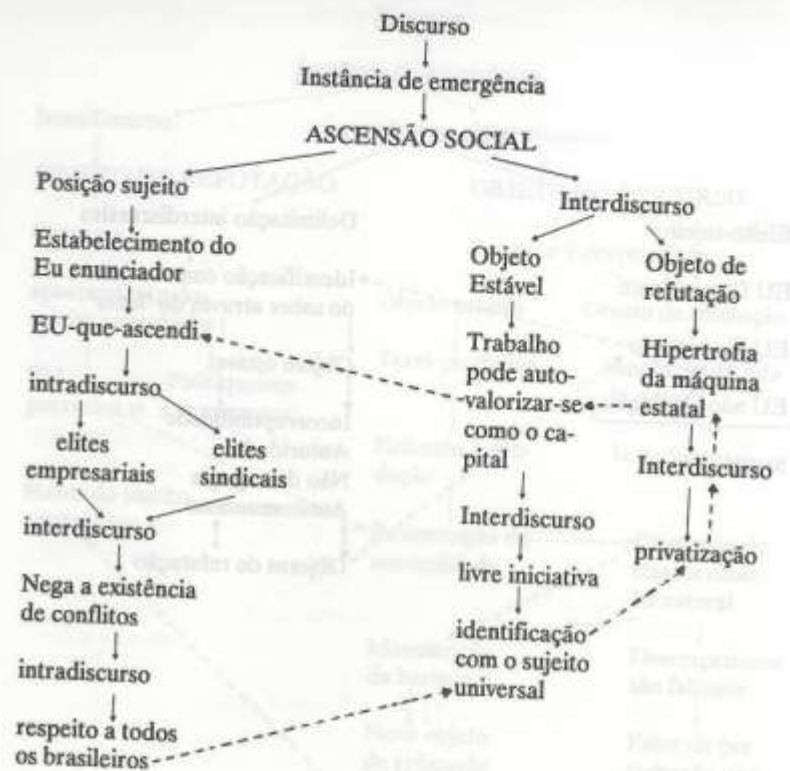 Discurso
Instância de emergência
ASCENSÃO SOCIAL
Posição sujeito
Estabelecimento do
Eu enunciador
EU-que-ascendi
intradiscurso
elites
empresariais
elites
sindicais
interdiscurso
Nega a existência
de conflitos
intradiscurso
respeito a todos
os brasileiros
Interdiscurso
Objeto
Estável
Trabalho
pode auto-
valorizar-se
como o ca-
pital
Interdiscurso
livre iniciativa
identificação
com o sujeito
universal
Objeto de
refutação
Hipertrofia
da máquina
estatal
Interdiscurso
privatização